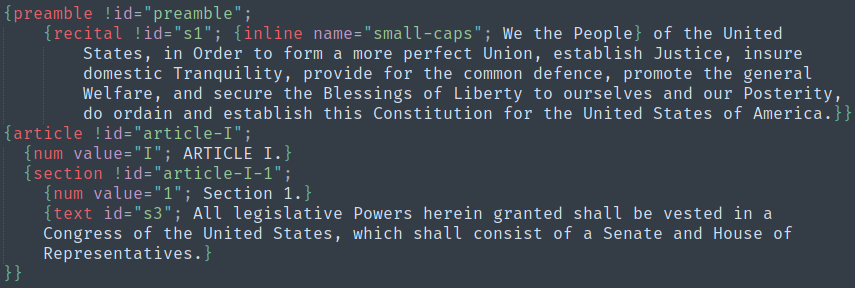 {preamble !id="preamble";
{recital !id="s1"; {inline name="small-caps"; We the People} of the United
States, in Order to form a more perfect Union, establish Justice, insure
domestic Tranquility, provide for the common defence, promote the general
Welfare, and secure the Blessings of Liberty to ourselves and our Posterity,
do ordain and establish this Constitution for the United States of America.}}
{article !id="article-I";
{num value="I"; ARTICLE I.}
{section !id="article-I-1";
{num value="1"; Section 1.}
{text id="s3"; All legislative Powers herein granted shall be vested in a
Congress of the United States, which shall consist of a Senate and House of
Representatives.}
}}